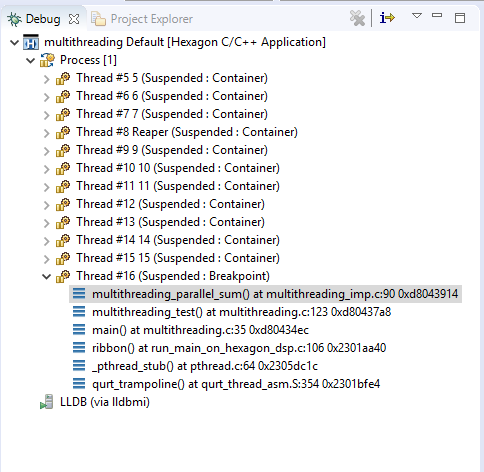 Debug Project Explorer
multithreading Default [Hexagon C/C++ Application]
Process [1]
Thread #5 5 (Suspended : Container)
Thread #6 6 (Suspended : Container)
Thread #7 7 (Suspended : Container)
Thread #8 Reaper (Suspended : Container)
Thread #9 9 (Suspended : Container)
Thread #10 10 (Suspended : Container)
Thread #11 11 (Suspended : Container)
Thread #12 (Suspended : Container)
Thread #13 (Suspended : Container)
Thread #14 14 (Suspended : Container)
Thread #15 15 (Suspended : Container)
Thread #16 (Suspended : Breakpoint)
multithreading_parallel_sum() at multithreading_imp.c:90 0xd8043914
multithreading_test() at multithreading.c:123 0xd80437a8
main() at multithreading.c:35 0xd80434ec
ribbon() at run_main_on_hexagon_dsp.c:106 0x2301aa40
_pthread_stub() at pthread.c:64 0x2305dc1c
qurt_trampoline() at qurt_thread_asm.S:354 0x2301bfe4
LLDB (via lldbmi)